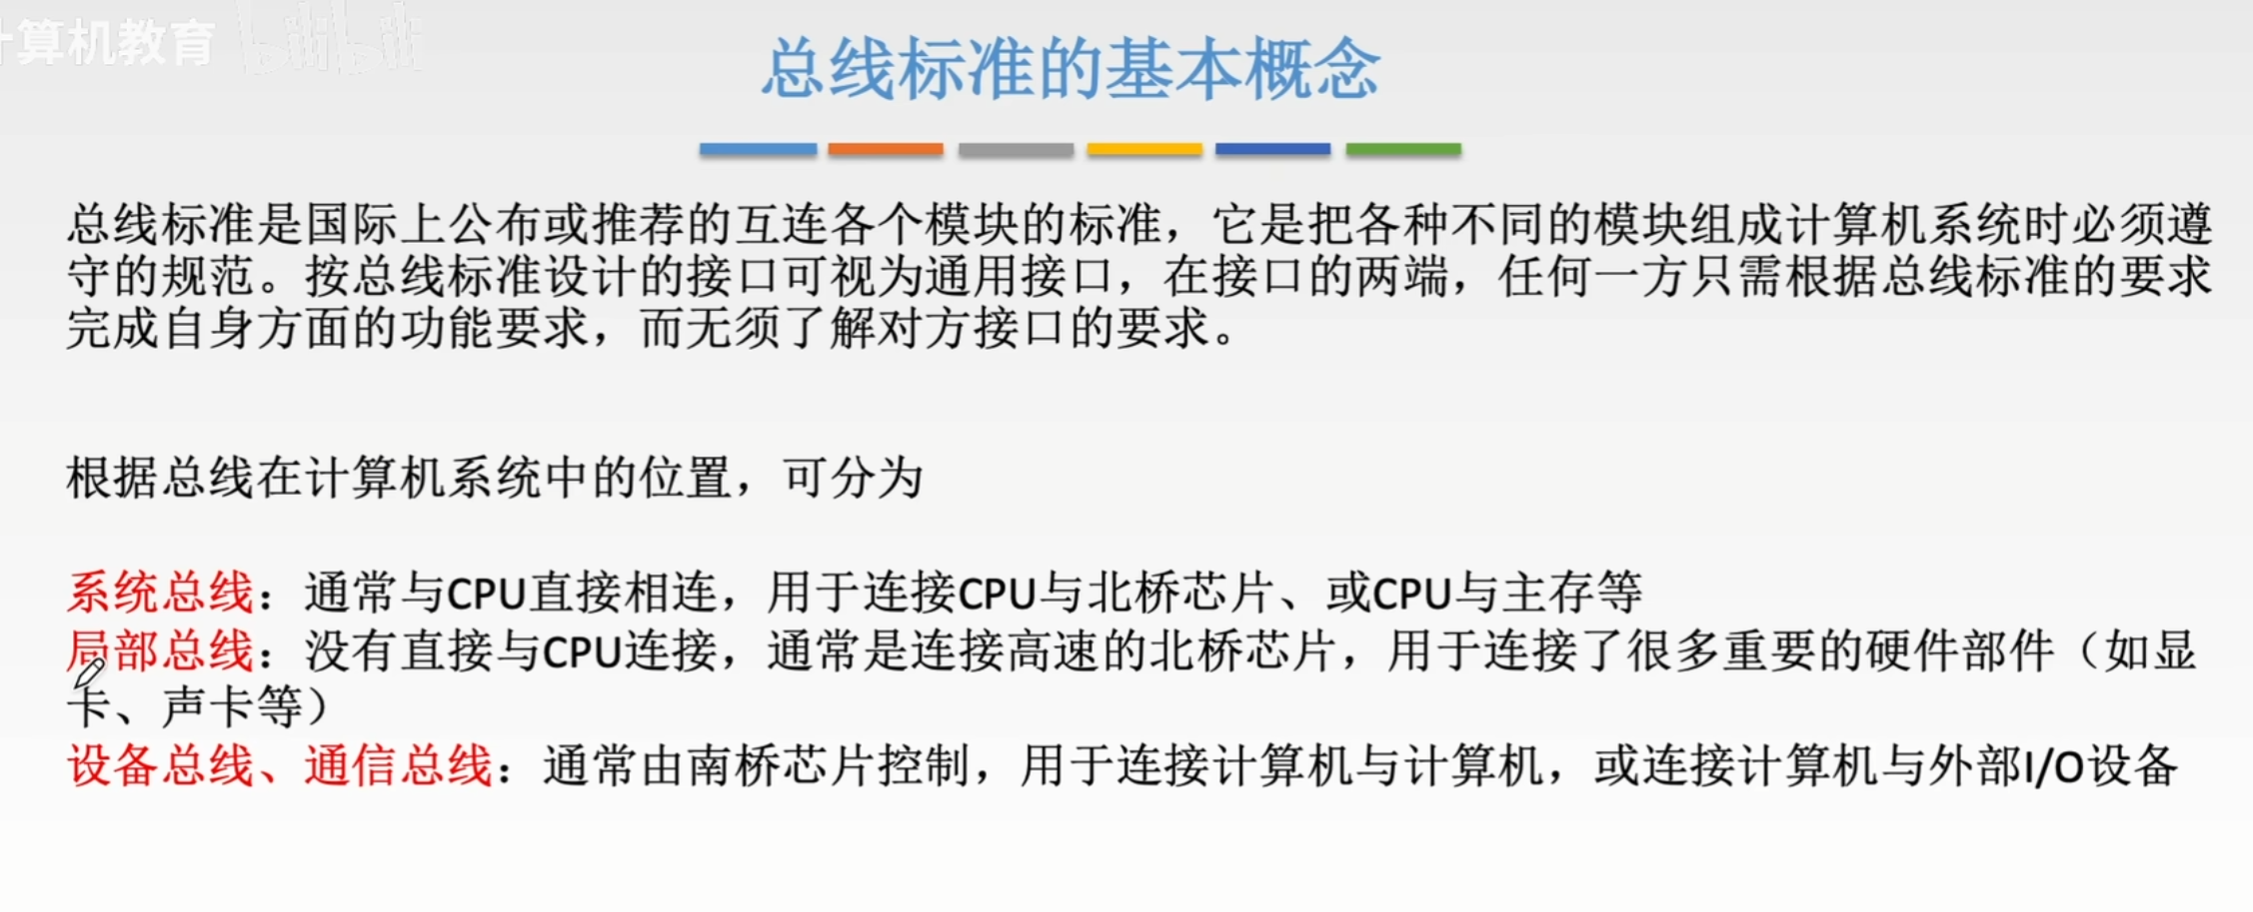 计算机教育 bilibili
总线标准的基本概念
总线标准是国际上公布或推荐的互连各个模块的标准，它是把各种不同的模块组成计算机系统时必须遵
守的规范。按总线标准设计的接口可视为通用接口，在接口的两端，任何一方只需根据总线标准的要求
完成自身方面的功能要求，而无须了解对方接口的要求。
根据总线在计算机系统中的位置，可分为
系统总线：通常与CPU直接相连，用于连接CPU与北桥芯片、或CPU与主存等
局部总线：没有直接与CPU连接，通常是连接高速的北桥芯片，用于连接了很多重要的硬件部件（如显
卡、声卡等）
设备总线、通信总线：通常由南桥芯片控制，用于连接计算机与计算机，或连接计算机与外部I/O设备